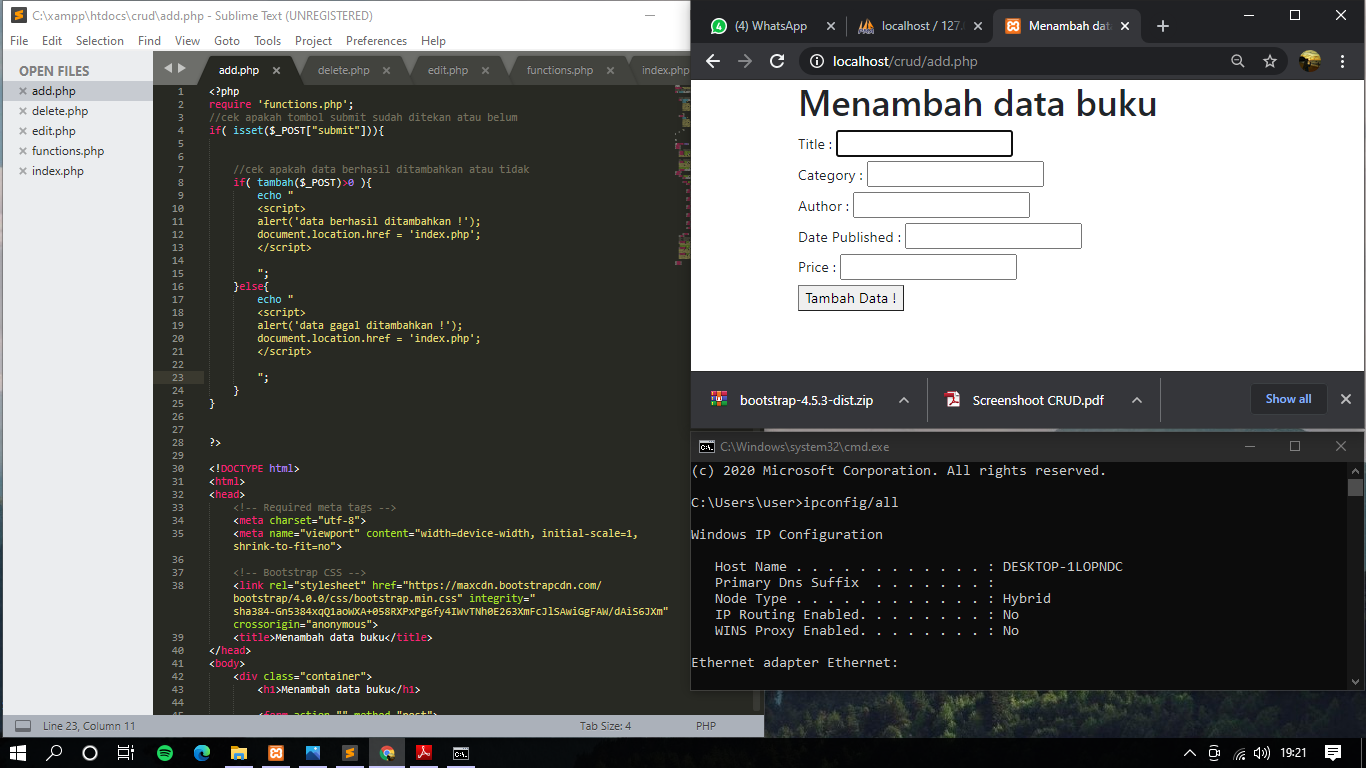 C:\xampp\htdocs\crud\add.php - Sublime Text (UNREGISTERED)
File Edit Selection Find View Goto Tools Project Preferences Help
OPEN FILES
add.php
delete.php
edit.php
functions.php
index.php
add.php delete.php edit.php functions.php index.php
1 <?php
2 require 'functions.php';
3 //cek apakah tombol submit sudah ditekan atau belum
4 if( isset($_POST["submit"])){
5
6
7 //cek apakah data berhasil ditambahkan atau tidak
8 if( tambah($_POST)>0 ){
9 echo "
10 <script>
11 alert('data berhasil ditambahkan !');
12 document.location.href = 'index.php';
13 </script>
14
15 ";
16 }else{
17 echo "
18 <script>
19 alert('data gagal ditambahkan !');
20 document.location.href = 'index.php';
21 </script>
22
23 ";
24 }
25 }
26
27
28 ?>
29
30 <!DOCTYPE html>
31 <html>
32 <head>
33 <!-- Required meta tags -->
34 <meta charset="utf-8">
35 <meta name="viewport" content="width=device-width, initial-scale=1,
shrink-to-fit=no">
36
37 <!-- Bootstrap CSS -->
38 <link rel="stylesheet" href="https://maxcdn.bootstrapcdn.com/
bootstrap/4.0.0/css/bootstrap.min.css" integrity="
sha384-Gn5384xqQ1aoWXA+058RXPxPg6fy4IWvTNh0E263XmFcJlSAwiGgFAW/dAiS6JXm"
crossorigin="anonymous">
39 <title>Menambah data buku</title>
40 </head>
41 <body>
42 <div class="container">
43 <h1>Menambah data buku</h1>
44
45 <form action="" method="post">
Line 23, Column 11 Tab Size: 4 PHP
(4) WhatsApp localhost / 127. Menambah dat
localhost/crud/add.php
Menambah data buku
Title :
Category :
Author :
Date Published :
Price :
Tambah Data !
bootstrap-4.5.3-dist.zip Screenshoot CRUD.pdf Show all
C:\Windows\system32\cmd.exe
(c) 2020 Microsoft Corporation. All rights reserved.
C:\Users\user>ipconfig/all
Windows IP Configuration
Host Name . . . . . . . . . . . . : DESKTOP-1LOPNDC
Primary Dns Suffix . . . . . . . :
Node Type . . . . . . . . . . . . : Hybrid
IP Routing Enabled. . . . . . . . : No
WINS Proxy Enabled. . . . . . . . : No
Ethernet adapter Ethernet:
19:21